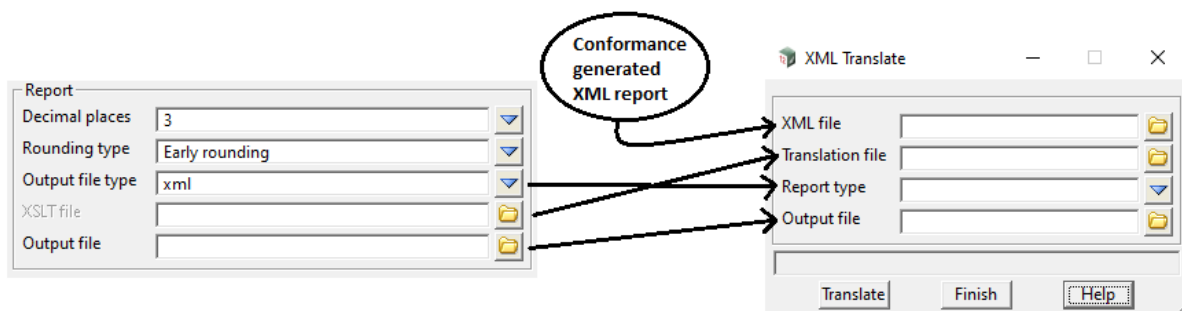 Conformance
generated
XML report
Report
Decimal places 3
Rounding type Early rounding
Output file type xml
XSLT file
Output file
XML Translate
XML file
Translation file
Report type
Output file
Translate Finish Help